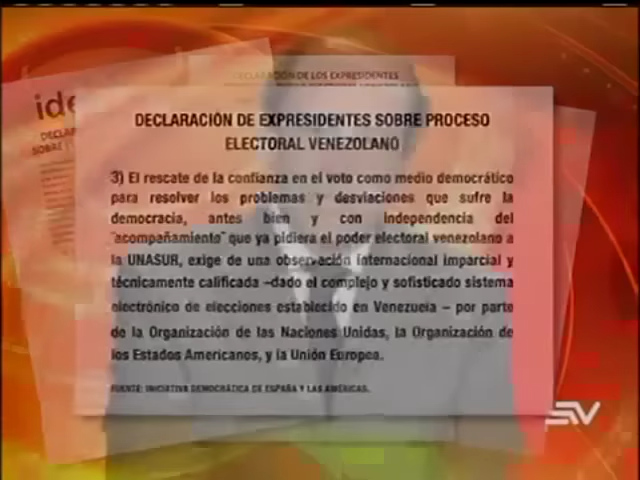 DECLARACIÓN DE LOS EXPRESIDENTES
ide
DECLARACIÓN DE EXPRESIDENTES SOBRE PROCESO
ELECTORAL VENEZOLANO
3) El rescate de la confianza en el voto como medio democrático
para resolver los problemas y desviaciones que sufre la
democracia, antes bien y con independencia del
"acompañamiento" que ya pidiera el poder electoral venezolano a
la UNASUR, exige de una observación internacional imparcial y
técnicamente calificada –dado el complejo y sofisticado sistema
electrónico de elecciones establecido en Venezuela – por parte
de la Organización de las Naciones Unidas, la Organización de
los Estados Americanos, y la Unión Europea.
FUENTE: INICIATIVA DEMOCRÁTICA DE ESPAÑA Y LAS AMÉRICAS.